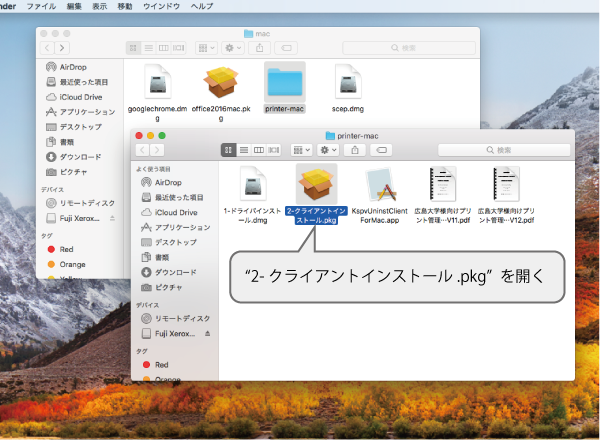 nder ファイル 編集 表示 移動 ウインドウ ヘルプ
mac
検索
AirDrop
最近使った項目
iCloud Drive
アプリケーション
デスクトップ
書類
ダウンロード
ピクチャ
デバイス
リモートディスク
Fuji Xerox...
タグ
Red
Orange
Yellow
googlechrome.dm
g
office2016mac.pk
g
printer-mac
scep.dmg
printer-mac
検索
よく使う項目
AirDrop
最近使った項目
iCloud Drive
アプリケーション
デスクトップ
書類
ダウンロード
ピクチャ
デバイス
リモートディスク
Fuji Xerox...
タグ
Red
Orange
1-ドライバインスト
ール.dmg
2-クライアントイン
ストール.pkg
KspvUninstClient
ForMac.app
広島大学様向けプリ
ント管理…V11.pdf
広島大学様向けプリ
ント管理…V12.pdf
“2- クライアントインストール .pkg” を開く